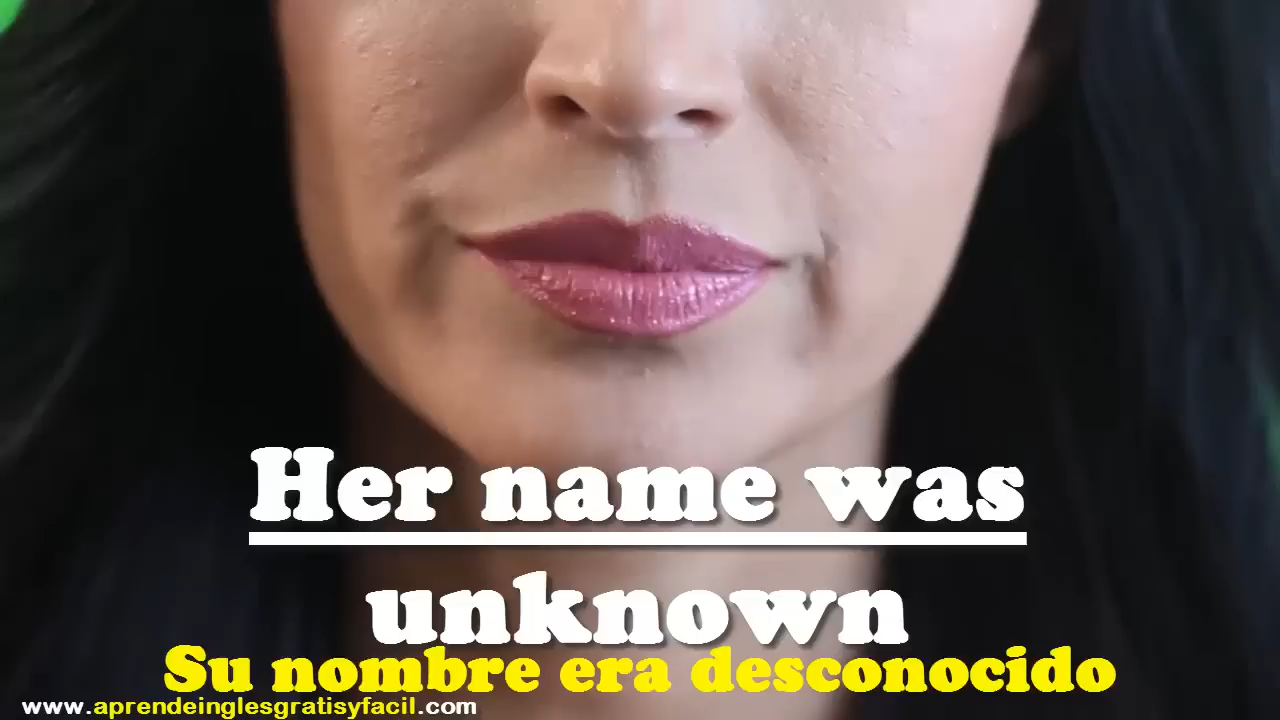 Her name was
unknown
Su nombre era desconocido
www.aprendeinglesgratisyfacil.com